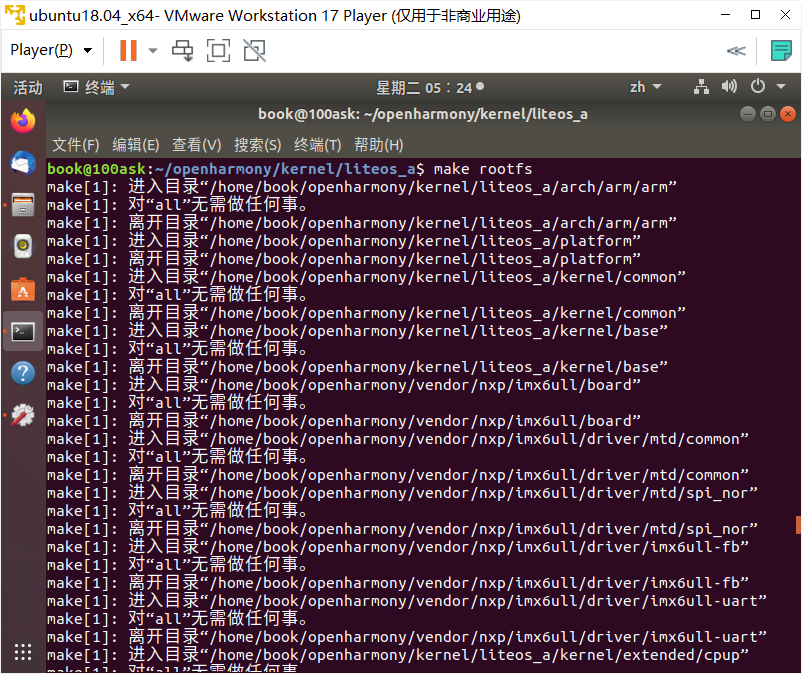 ubuntu18.04_x64- VMware Workstation 17 Player (仅用于非商业用途)
Player(P)
活动 终端 星期二 05：24 zh
book@100ask: ~/openharmony/kernel/liteos_a
文件(F) 编辑(E) 查看(V) 搜索(S) 终端(T) 帮助(H)
book@100ask:~/openharmony/kernel/liteos_a$ make rootfs
make[1]: 进入目录“/home/book/openharmony/kernel/liteos_a/arch/arm/arm”
make[1]: 对“all”无需做任何事。
make[1]: 离开目录“/home/book/openharmony/kernel/liteos_a/arch/arm/arm”
make[1]: 进入目录“/home/book/openharmony/kernel/liteos_a/platform”
make[1]: 离开目录“/home/book/openharmony/kernel/liteos_a/platform”
make[1]: 进入目录“/home/book/openharmony/kernel/liteos_a/kernel/common”
make[1]: 对“all”无需做任何事。
make[1]: 离开目录“/home/book/openharmony/kernel/liteos_a/kernel/common”
make[1]: 进入目录“/home/book/openharmony/kernel/liteos_a/kernel/base”
make[1]: 对“all”无需做任何事。
make[1]: 离开目录“/home/book/openharmony/kernel/liteos_a/kernel/base”
make[1]: 进入目录“/home/book/openharmony/vendor/nxp/imx6ull/board”
make[1]: 对“all”无需做任何事。
make[1]: 离开目录“/home/book/openharmony/vendor/nxp/imx6ull/board”
make[1]: 进入目录“/home/book/openharmony/vendor/nxp/imx6ull/driver/mtd/common”
make[1]: 对“all”无需做任何事。
make[1]: 离开目录“/home/book/openharmony/vendor/nxp/imx6ull/driver/mtd/common”
make[1]: 进入目录“/home/book/openharmony/vendor/nxp/imx6ull/driver/mtd/spi_nor”
make[1]: 对“all”无需做任何事。
make[1]: 离开目录“/home/book/openharmony/vendor/nxp/imx6ull/driver/mtd/spi_nor”
make[1]: 进入目录“/home/book/openharmony/vendor/nxp/imx6ull/driver/imx6ull-fb”
make[1]: 对“all”无需做任何事。
make[1]: 离开目录“/home/book/openharmony/vendor/nxp/imx6ull/driver/imx6ull-fb”
make[1]: 进入目录“/home/book/openharmony/vendor/nxp/imx6ull/driver/imx6ull-uart”
make[1]: 对“all”无需做任何事。
make[1]: 离开目录“/home/book/openharmony/vendor/nxp/imx6ull/driver/imx6ull-uart”
make[1]: 进入目录“/home/book/openharmony/kernel/liteos_a/kernel/extended/cpup”
make[1]: 对“all”无需做任何事。